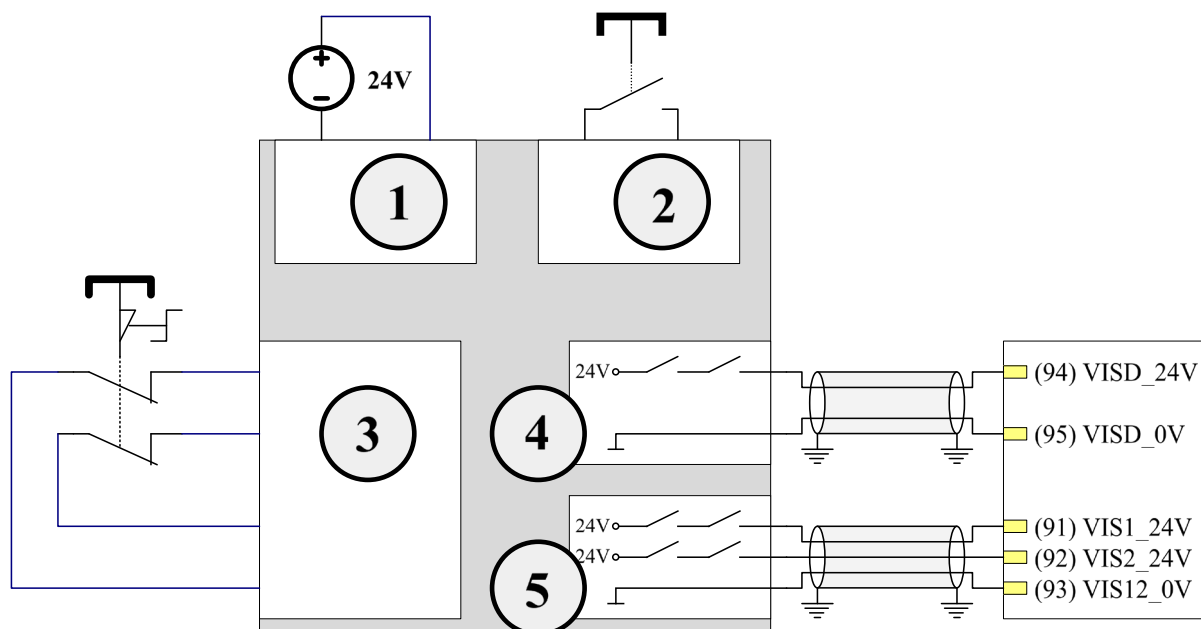 24V
1
2
3
4
24V
(94) VISD_24V
(95) VISD_0V
5
24V
24V
(91) VIS1_24V
(92) VIS2_24V
(93) VIS12_0V